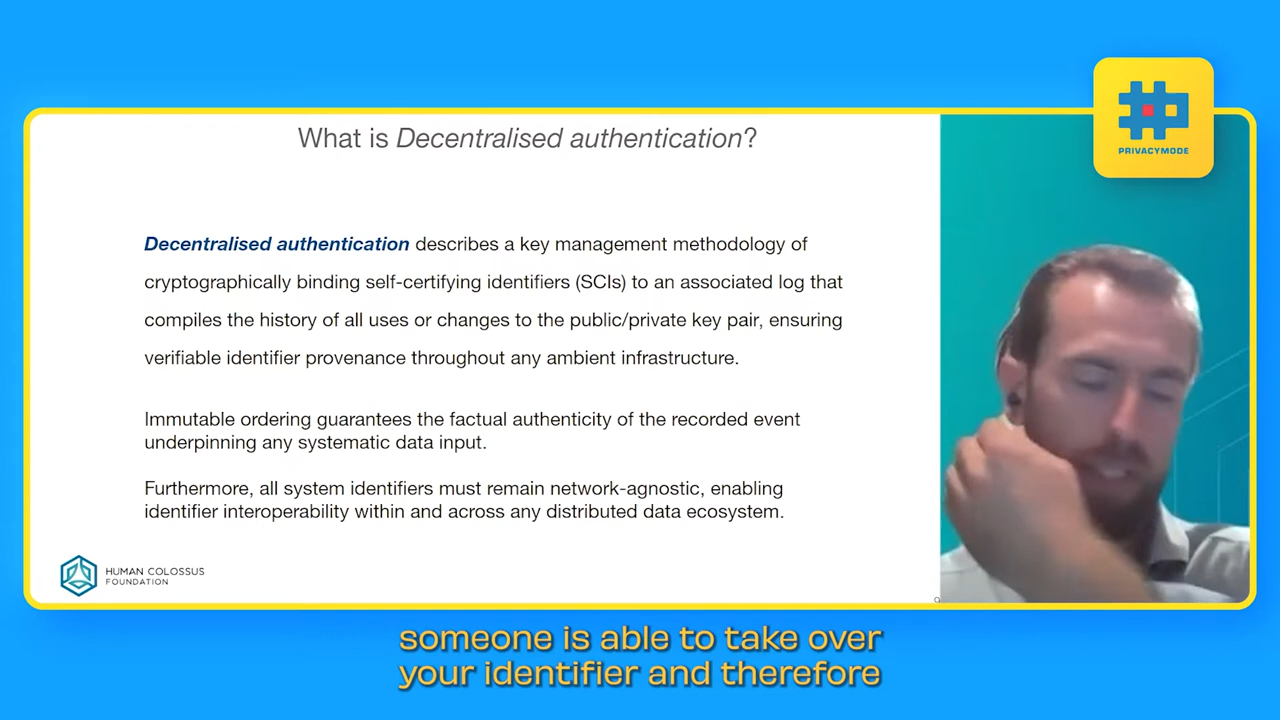 PRIVACYMODE
What is Decentralised authentication?
Decentralised authentication describes a key management methodology of
cryptographically binding self-certifying identifiers (SCIs) to an associated log that
compiles the history of all uses or changes to the public/private key pair, ensuring
verifiable identifier provenance throughout any ambient infrastructure.
Immutable ordering guarantees the factual authenticity of the recorded event
underpinning any systematic data input.
Furthermore, all system identifiers must remain network-agnostic, enabling
identifier interoperability within and across any distributed data ecosystem.
HUMAN COLOSSUS
FOUNDATION
someone is able to take over
your identifier and therefore